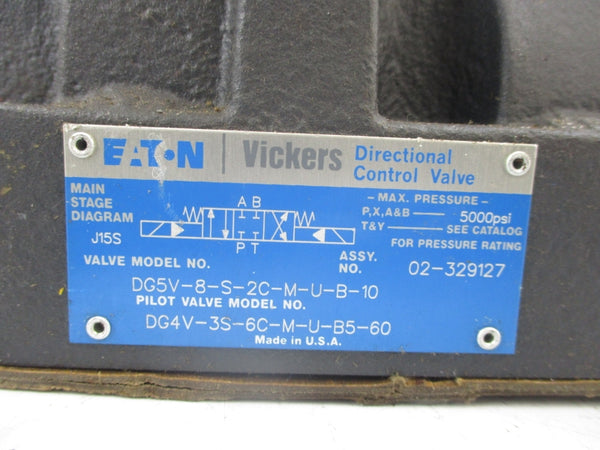 EATON | Vickers Directional
Control Valve
MAIN
STAGE
DIAGRAM
J15S
A B
P T
– MAX. PRESSURE –
P,X,A&B — 5000psi
T&Y — SEE CATALOG
FOR PRESSURE RATING
VALVE MODEL NO.
ASSY.
NO. 02-329127
DG5V-8-S-2C-M-U-B-10
PILOT VALVE MODEL NO.
DG4V-3S-6C-M-U-B5-60
Made in U.S.A.